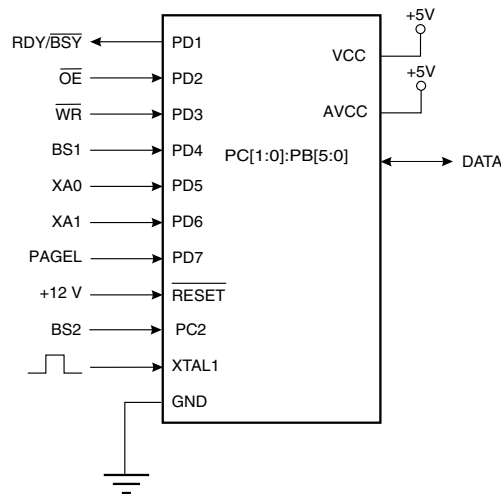 RDY/BSY PD1
+5V
VCC
OE PD2
+5V
WR PD3
AVCC
BS1 PD4
PC[1:0]:PB[5:0] DATA
XA0 PD5
XA1 PD6
PAGEL PD7
+12 V RESET
BS2 PC2
XTAL1
GND